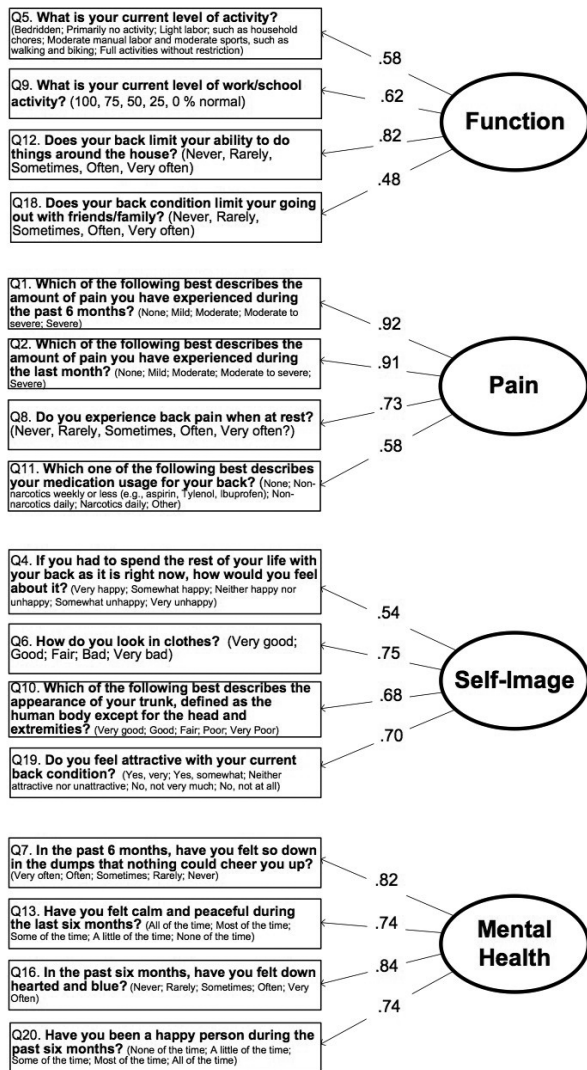 Q5. What is your current level of activity?
(Bedridden; Primarily no activity; Light labor; such as household
chores; Moderate manual labor and moderate sports, such as
walking and biking; Full activities without restriction)
.58
Q9. What is your current level of work/school
activity? (100, 75, 50, 25, 0 % normal)
.62
Function
Q12. Does your back limit your ability to do
things around the house? (Never, Rarely,
Sometimes, Often, Very often)
.82
Q18. Does your back condition limit your going
out with friends/family? (Never, Rarely,
Sometimes, Often, Very often)
.48
Q1. Which of the following best describes the
amount of pain you have experienced during
the past 6 months? (None; Mild; Moderate; Moderate to
severe; Severe)
.92
Q2. Which of the following best describes the
amount of pain you have experienced during
the last month? (None; Mild; Moderate; Moderate to severe;
Severe)
.91
Pain
Q8. Do you experience back pain when at rest?
(Never, Rarely, Sometimes, Often, Very often?)
.73
Q11. Which one of the following best describes
your medication usage for your back? (None; Non-
narcotics weekly or less (e.g., aspirin, Tylenol, Ibuprofen); Non-
narcotics daily; Narcotics daily; Other)
.58
Q4. If you had to spend the rest of your life with
your back as it is right now, how would you feel
about it? (Very happy; Somewhat happy; Neither happy nor
unhappy; Somewhat unhappy; Very unhappy)
.54
Q6. How do you look in clothes? (Very good;
Good; Fair; Bad; Very bad)
.75
Self-Image
Q10. Which of the following best describes the
appearance of your trunk, defined as the
human body except for the head and
extremities? (Very good; Good; Fair; Poor; Very Poor)
.68
Q19. Do you feel attractive with your current
back condition? (Yes, very; Yes, somewhat; Neither
attractive nor unattractive; No, not very much; No, not at all)
.70
Q7. In the past 6 months, have you felt so down
in the dumps that nothing could cheer you up?
(Very often; Often; Sometimes; Rarely; Never)
.82
Q13. Have you felt calm and peaceful during
the last six months? (All of the time; Most of the time;
Some of the time; A little of the time; None of the time)
.74
Mental
Health
Q16. In the past six months, have you felt down
hearted and blue? (Never; Rarely; Sometimes; Often; Very
Often)
.84
Q20. Have you been a happy person during the
past six months? (None of the time; A little of the time;
Some of the time; Most of the time; All of the time)
.74